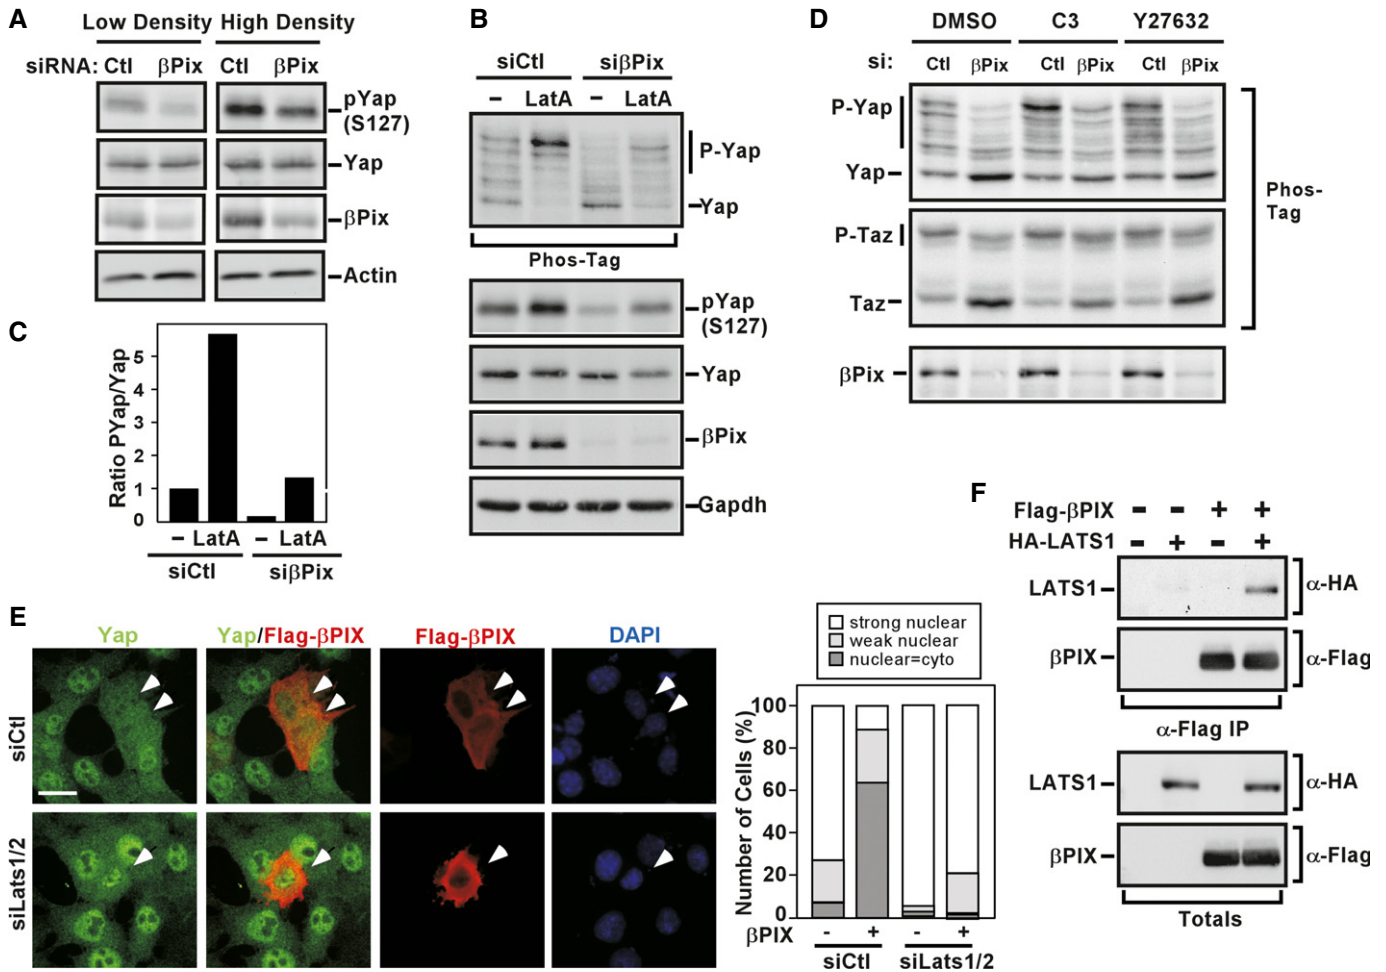 A
Low Density High Density
siRNA: Ctl βPix Ctl βPix
pYap
(S127)
Yap
βPix
Actin
B
siCtl siβPix
– LatA – LatA
P-Yap
Yap
Phos-Tag
pYap
(S127)
Yap
βPix
Gapdh
C
Ratio PYap/Yap
5
4
3
2
1
0
– LatA – LatA
siCtl siβPix
D
DMSO C3 Y27632
si: Ctl βPix Ctl βPix Ctl βPix
P-Yap
Yap
P-Taz
Taz
Phos-
Tag
βPix
E
Yap Yap/Flag-βPIX Flag-βPIX DAPI
siCtl
siLats1/2
strong nuclear
weak nuclear
nuclear=cyto
Number of Cells (%)
100
80
60
40
20
0
βPIX - + - +
siCtl siLats1/2
F
Flag-βPIX – – + +
HA-LATS1 – + – +
LATS1 α-HA
βPIX α-Flag
α-Flag IP
LATS1 α-HA
βPIX α-Flag
Totals